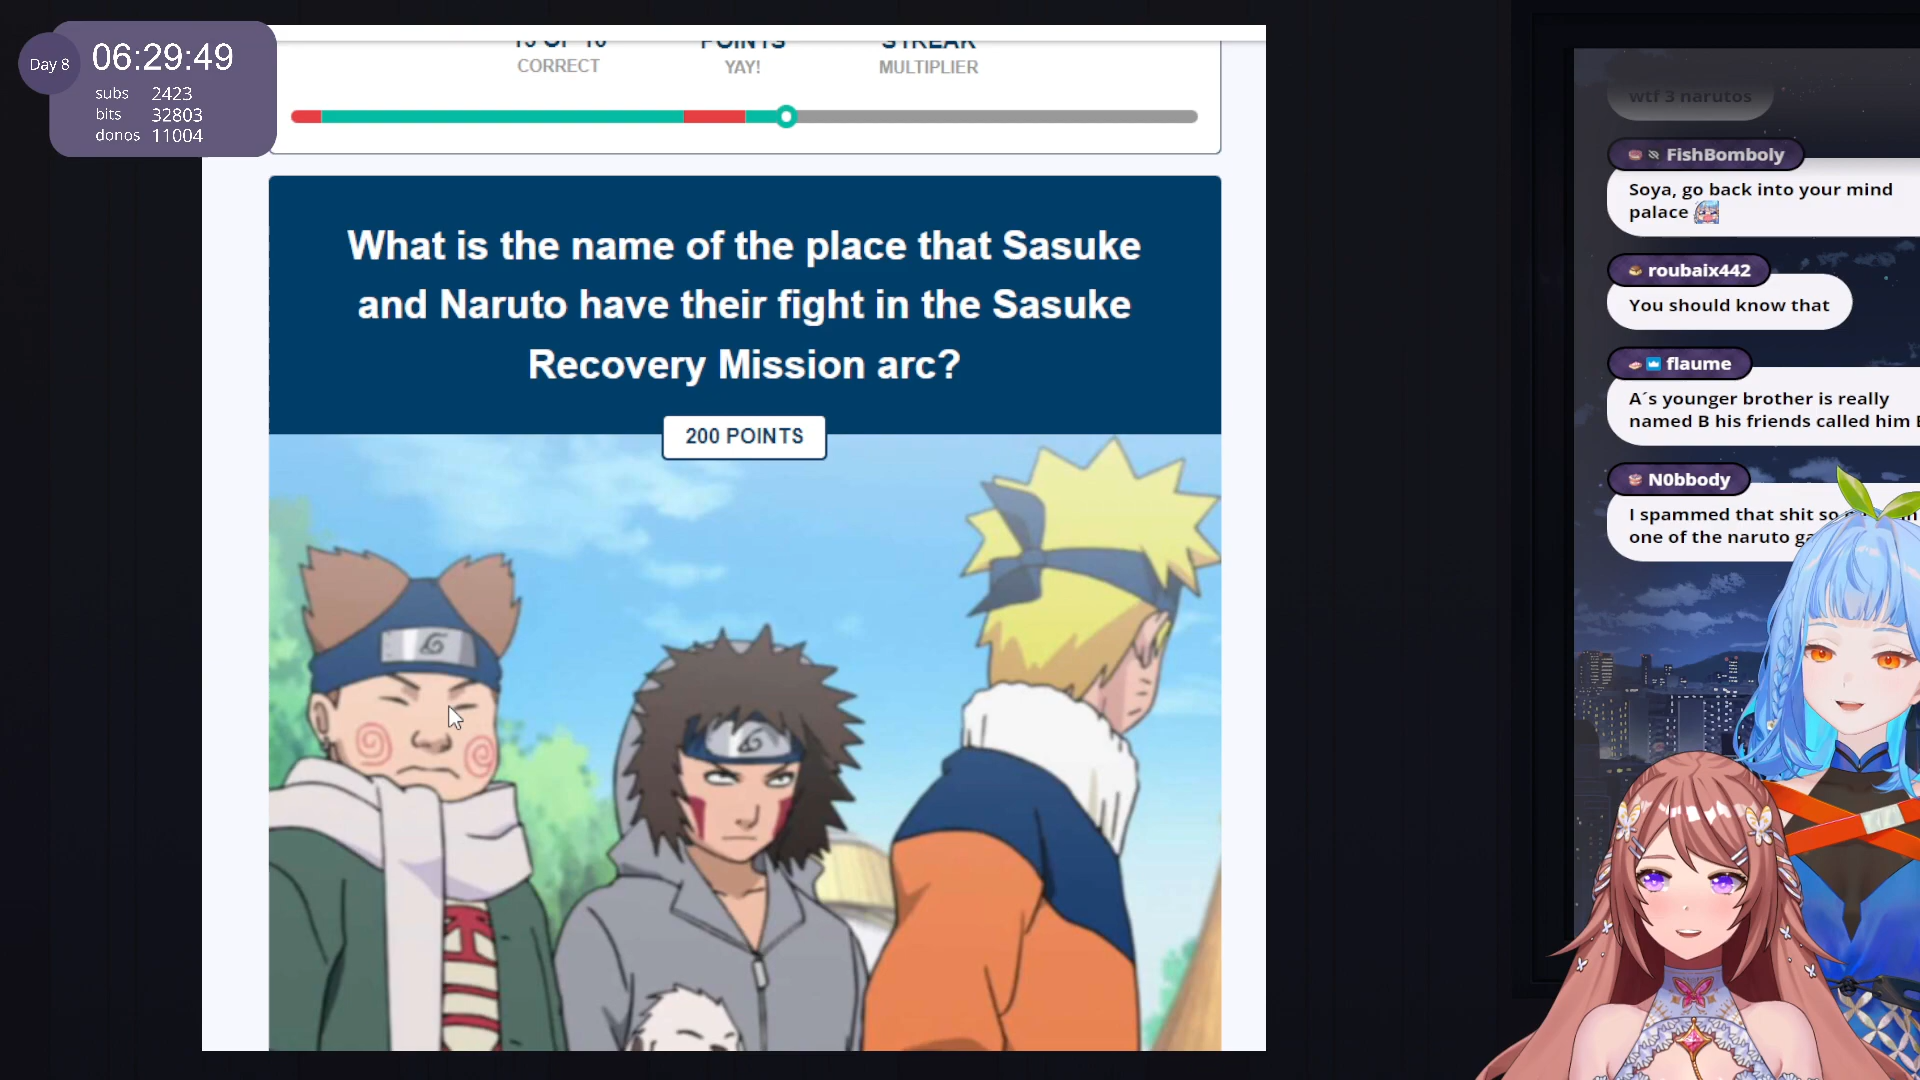 Day 8
06:29:49
subs 2423
bits 32803
donos 11004
POINTS
STREAK
CORRECT
YAY!
MULTIPLIER
What is the name of the place that Sasuke
and Naruto have their fight in the Sasuke
Recovery Mission arc?
200 POINTS
wtf 3 narutos
FishBomboly
Soya, go back into your mind
palace
roubaix442
You should know that
flaume
A´s younger brother is really
named B his friends called him
N0bbody
I spammed that shit so
one of the naruto